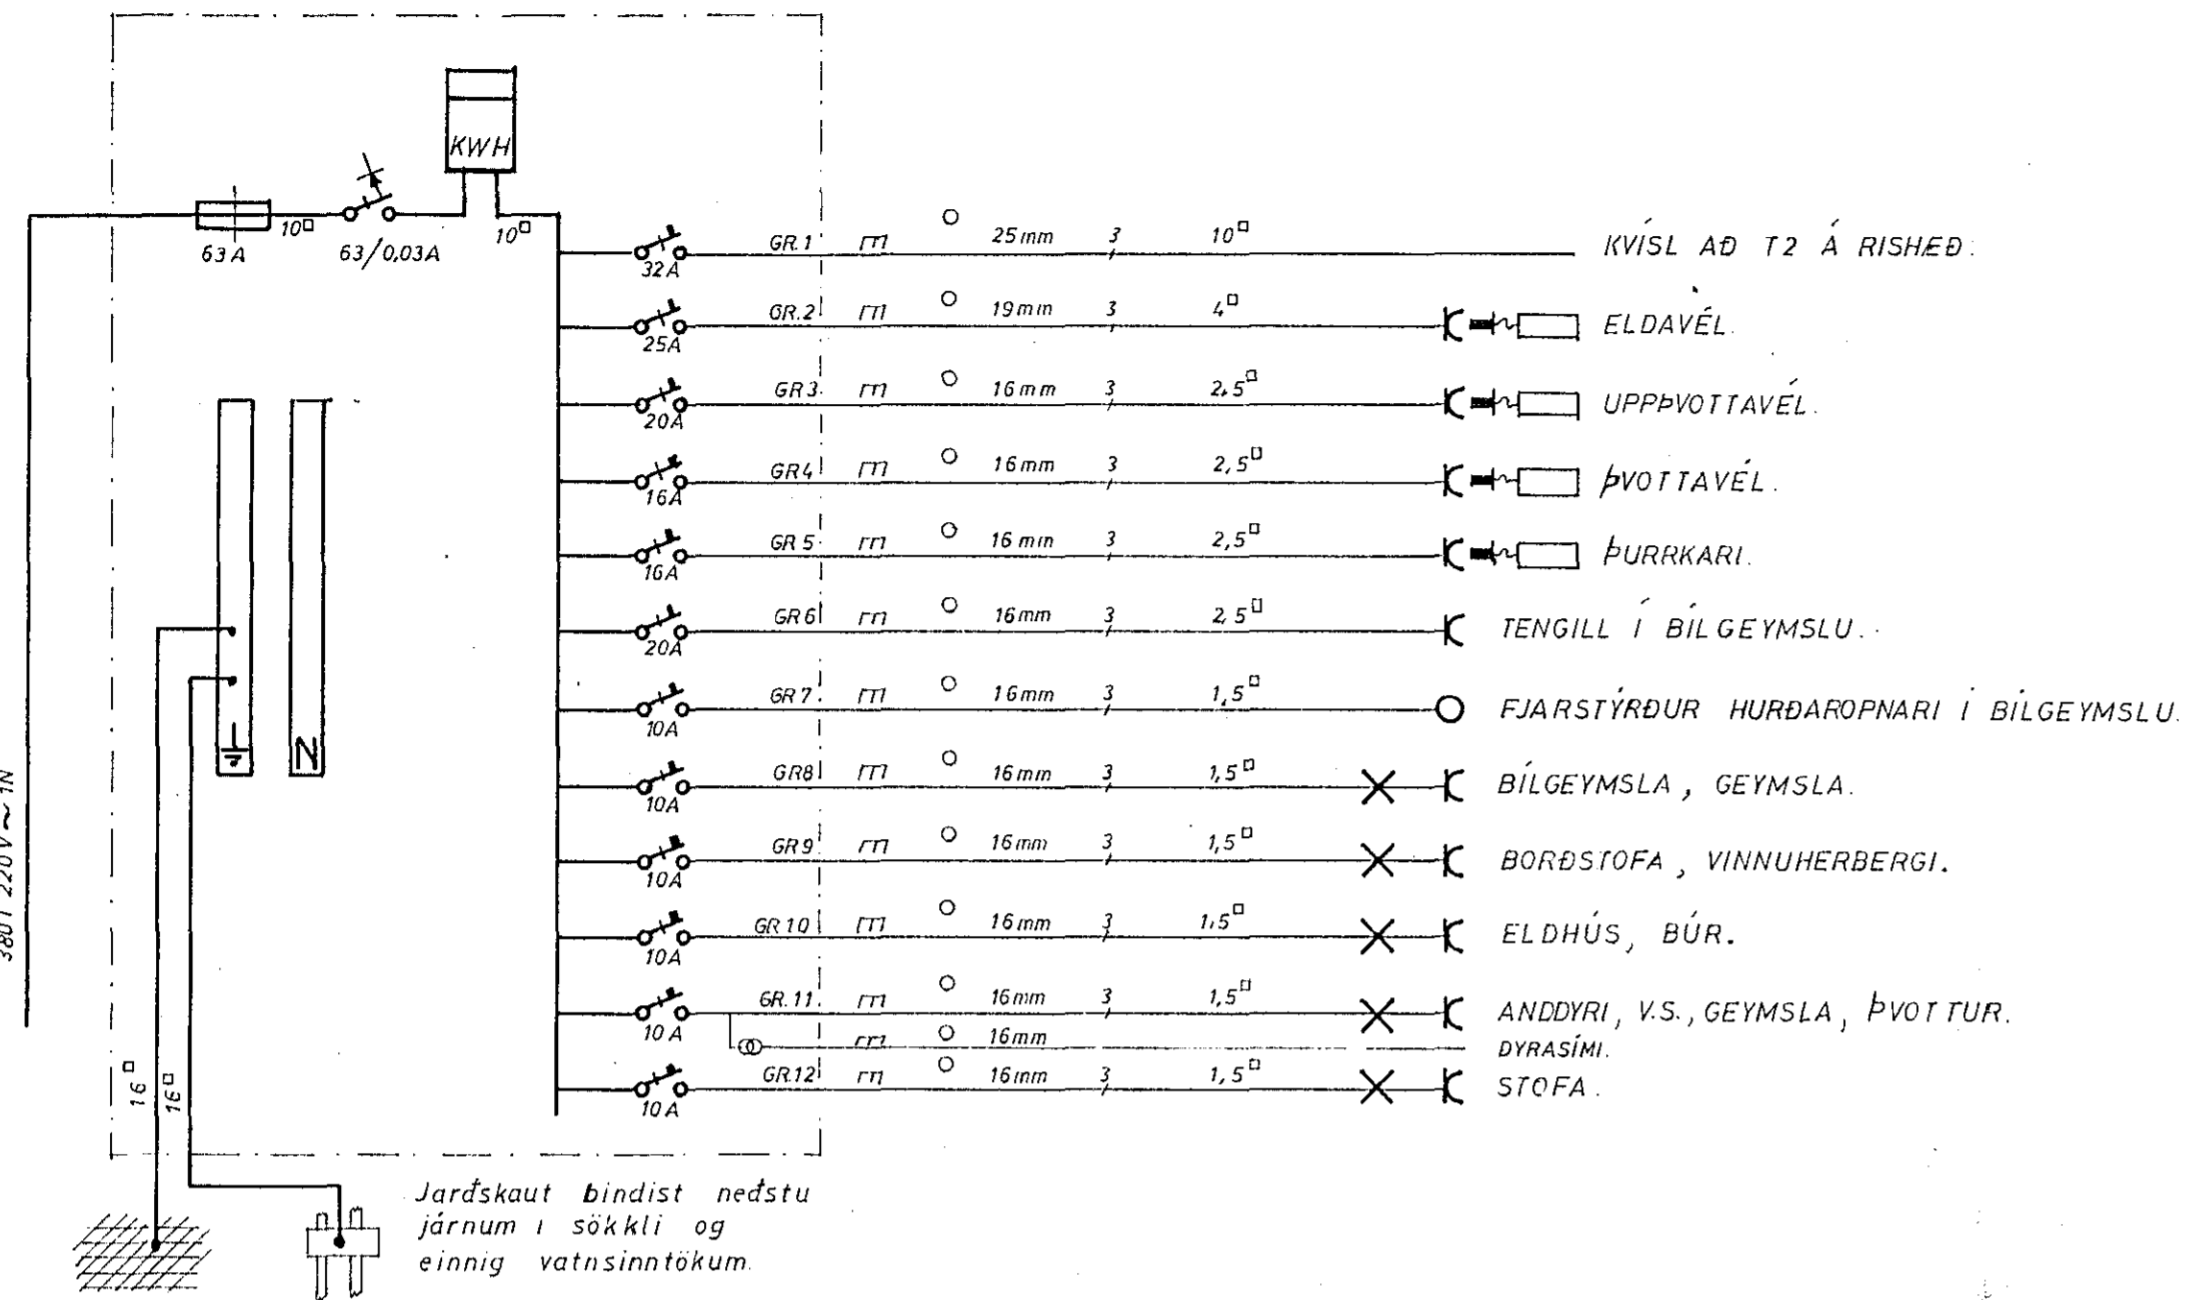 KWH
63A
10□
63/0,03A
10□
32A GR.1 25mm 3 10□ KVÍSL AÐ T2 Á RISHÆÐ.
25A GR.2 19mm 3 4□ ELDAVÉL.
20A GR3. 16mm 3 2,5□ UPPÞVOTTAVÉL.
16A GR4 16mm 3 2,5□ ÞVOTTAVÉL.
16A GR5 16mm 3 2,5□ ÞURRKARI.
20A GR6 16mm 3 2,5□ TENGILL Í BÍLGEYMSLU.
10A GR7. 16mm 3 1,5□ FJARSTÝRÐUR HURÐAROPNARI Í BÍLGEYMSLU.
10A GR8 16mm 3 1,5□ BÍLGEYMSLA, GEYMSLA.
10A GR9 16mm 3 1,5□ BORÐSTOFA, VINNUHERBERGI.
10A GR10 16mm 3 1,5□ ELDHÚS, BÚR.
10A GR.11 16mm 3 1,5□ ANDDYRI, V.S., GEYMSLA, ÞVOTTUR.
16mm DYRASÍMI.
10A GR.12 16mm 3 1,5□ STOFA.
N
220V~1N
16□
16□
Jarðskaut bindist neðstu
járnum í sökkli og
einnig vatnsinntökum.